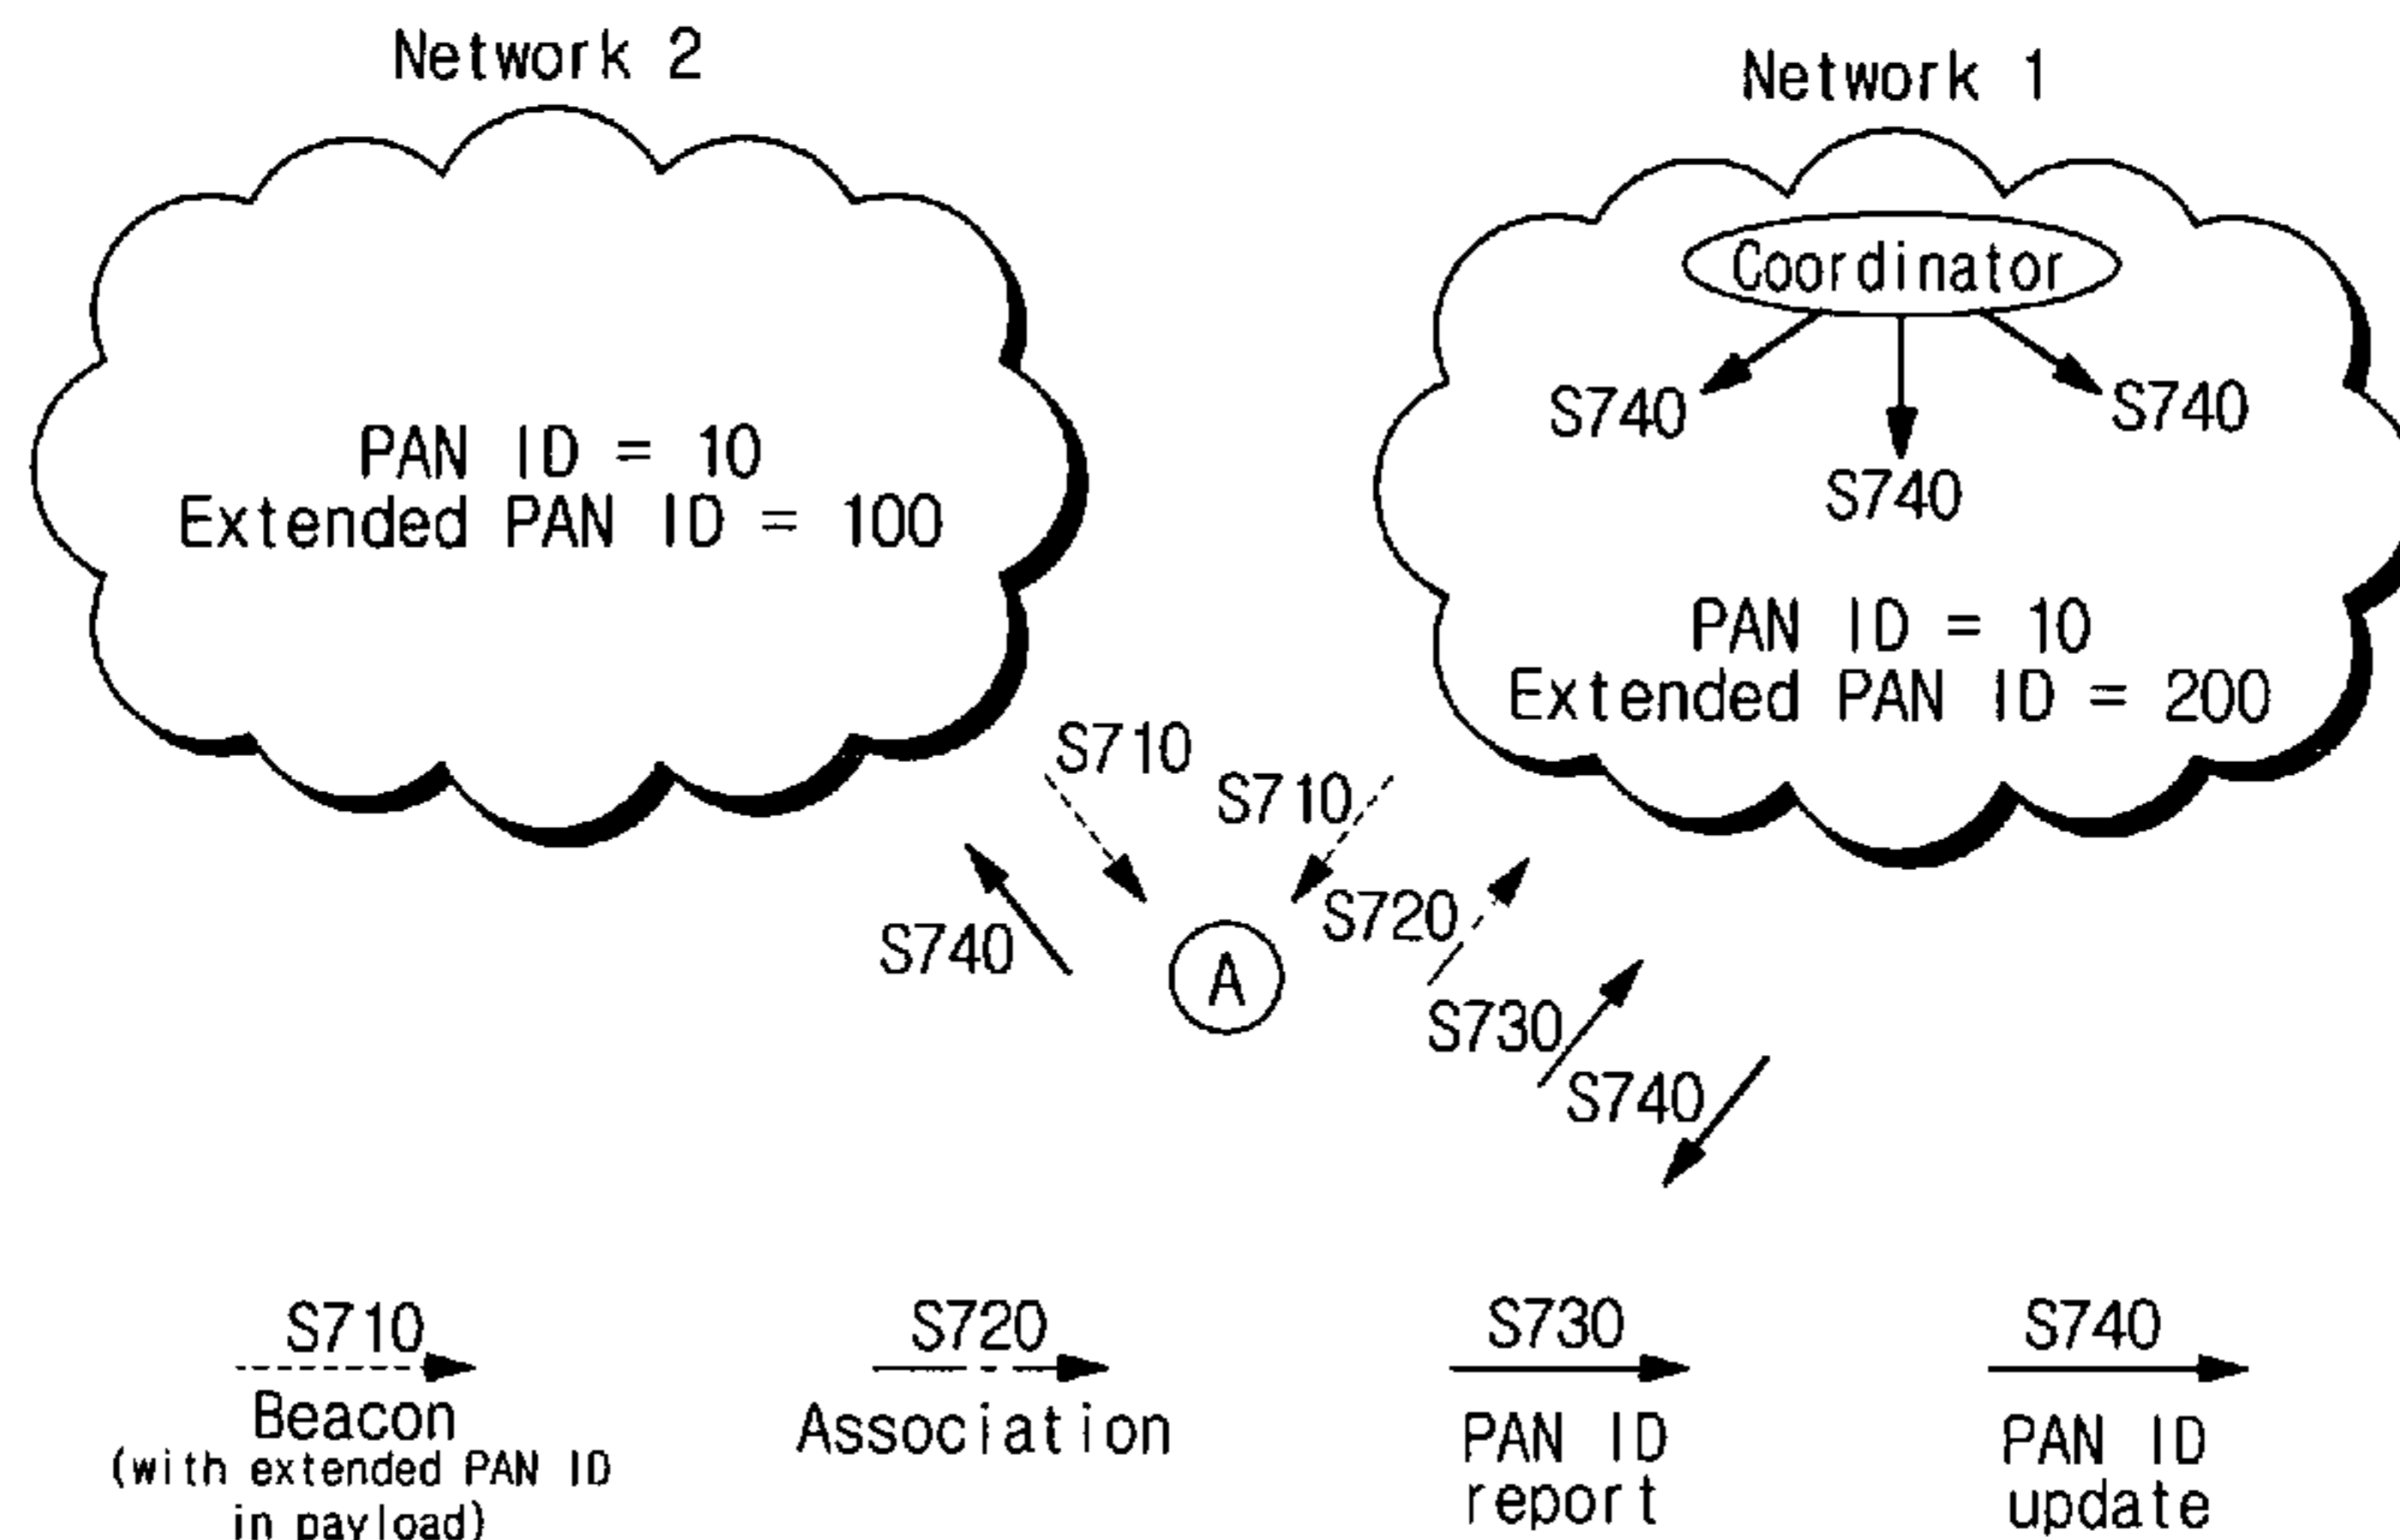 Network 2
Network 1
Coordinator
S740
S740
S740
PAN ID = 10
Extended PAN ID = 100
PAN ID = 10
Extended PAN ID = 200
S710
S710
S740
A
S720
S730
S740
S710
S720
S730
S740
Beacon
(with extended PAN ID
in payload)
Association
PAN ID
report
PAN ID
update